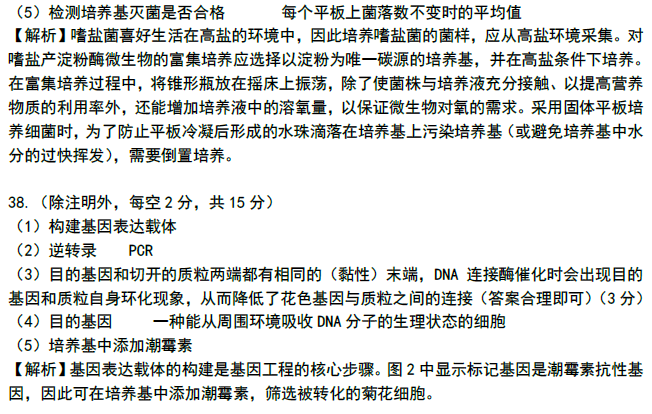 （5）检测培养基灭菌是否合格　　　每个平板上菌落数不变时的平均值
【解析】嗜盐菌喜好生活在高盐的环境中，因此培养嗜盐菌的菌样，应从高盐环境采集。对
嗜盐产淀粉酶微生物的富集培养应选择以淀粉为唯一碳源的培养基，并在高盐条件下培养。
在富集培养过程中，将锥形瓶放在摇床上振荡，除了使菌株与培养液充分接触、以提高营养
物质的利用率外，还能增加培养液中的溶氧量，以保证微生物对氧的需求。采用固体平板培
养细菌时，为了防止平板冷凝后形成的水珠滴落在培养基上污染培养基（或避免培养基中水
分的过快挥发），需要倒置培养。
38.（除注明外，每空2分，共15分）
（1）构建基因表达载体
（2）逆转录　　PCR
（3）目的基因和切开的质粒两端都有相同的（黏性）末端，DNA 连接酶催化时会出现目的
基因和质粒自身环化现象，从而降低了花色基因与质粒之间的连接（答案合理即可）（3分）
（4）目的基因　　一种能从周围环境吸收DNA分子的生理状态的细胞
（5）培养基中添加潮霉素
【解析】基因表达载体的构建是基因工程的核心步骤。图2中显示标记基因是潮霉素抗性基
因，因此可在培养基中添加潮霉素，筛选被转化的菊花细胞。